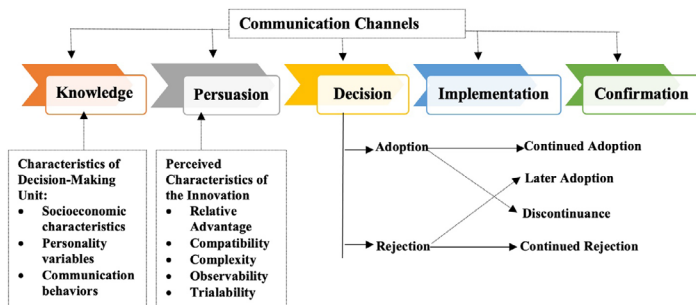 Communication Channels
Knowledge
Persuasion
Decision
Implementation
Confirmation
Characteristics of
Decision-Making
Unit:
• Socioeconomic
characteristics
• Personality
variables
• Communication
behaviors
Perceived
Characteristics of
the Innovation
• Relative
Advantage
• Compatibility
• Complexity
• Observability
• Trialability
Adoption
Rejection
Continued Adoption
Later Adoption
Discontinuance
Continued Rejection